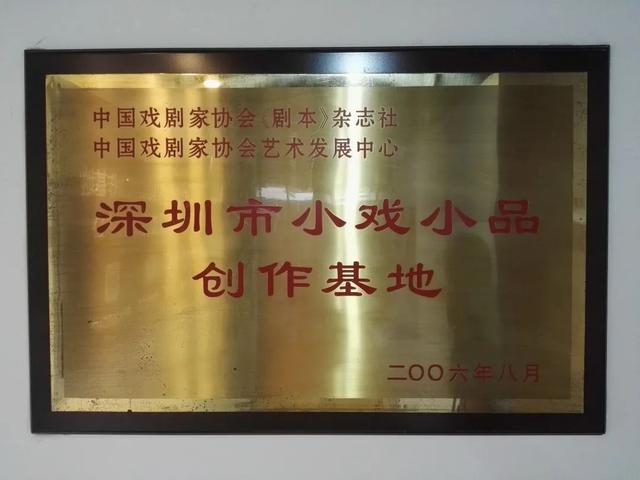 中国戏剧家协会《剧本》杂志社
中国戏剧家协会艺术发展中心
深圳市小戏小品
创作基地
二〇〇六年八月